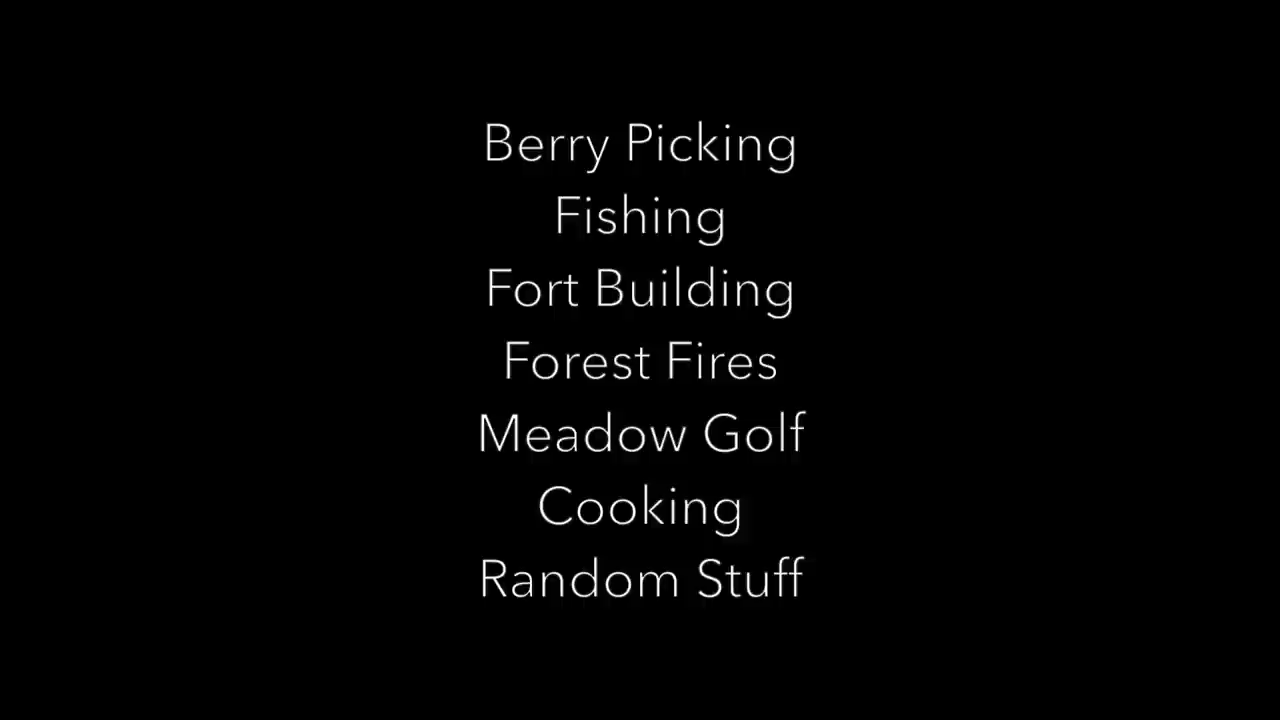 Berry Picking
Fishing
Fort Building
Forest Fires
Meadow Golf
Cooking
Random Stuff